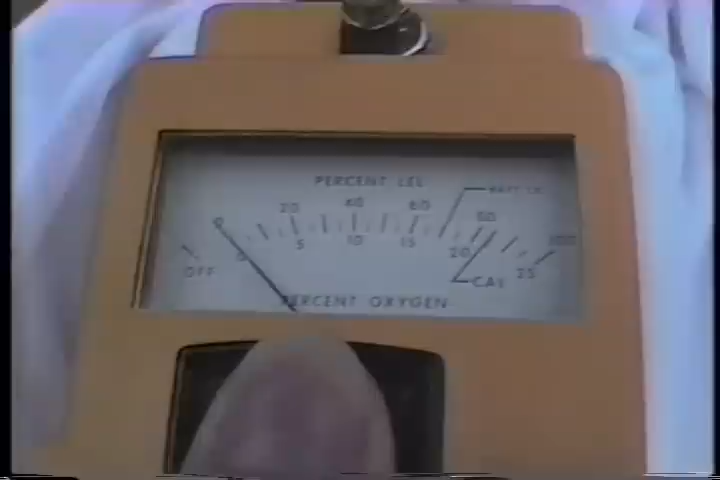 PERCENT LEL
BATT CK
0 20 40 60 80 100
0 5 10 15 20 25
OFF
CAL
PERCENT OXYGEN